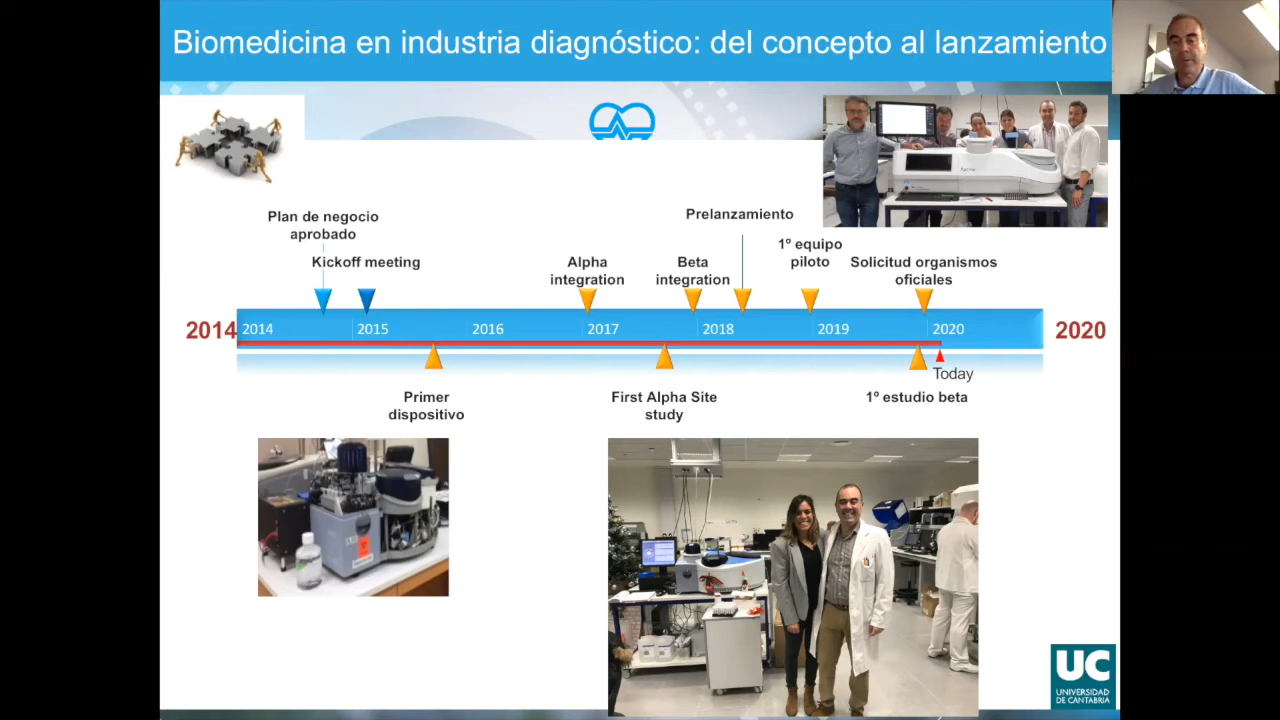 Biomedicina en industria diagnóstico: del concepto al lanzamiento
Plan de negocio
aprobado
Kickoff meeting
Alpha
integration
Beta
integration
Prelanzamiento
1º equipo
piloto
Solicitud organismos
oficiales
2014
2014
2015
2016
2017
2018
2019
2020
2020
Today
Primer
dispositivo
First Alpha Site
study
1º estudio beta
UC
UNIVERSIDAD
DE CANTABRIA